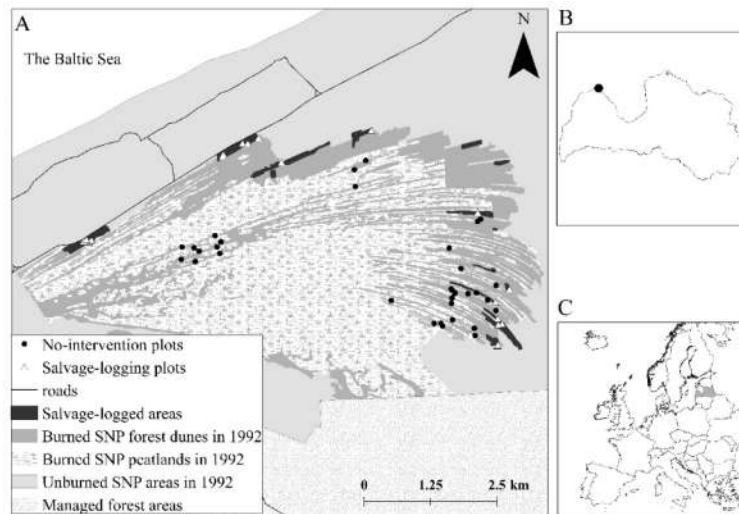 A
N
The Baltic Sea
No-intervention plots
Salvage-logging plots
roads
Salvage-logged areas
Burned SNP forest dunes in 1992
Burned SNP peatlands in 1992
Unburned SNP areas in 1992
Managed forest areas
0 1.25 2.5 km
B
C